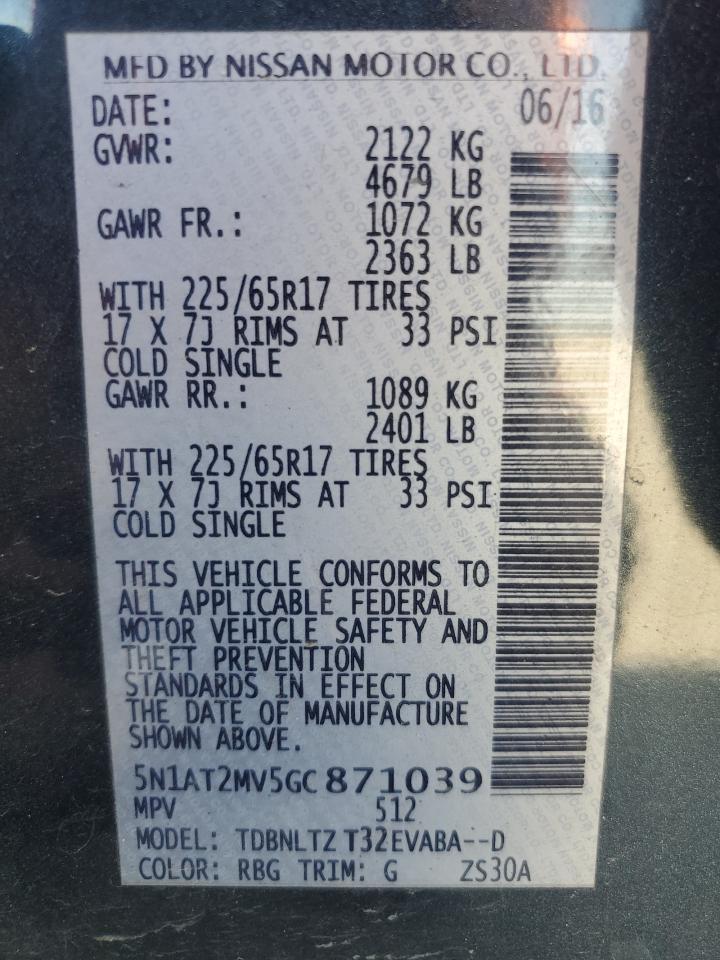 MFD BY NISSAN MOTOR CO., LTD.
DATE: 06/16
GVWR: 2122 KG
4679 LB
GAWR FR.: 1072 KG
2363 LB
WITH 225/65R17 TIRES
17 X 7J RIMS AT 33 PSI
COLD SINGLE
GAWR RR.: 1089 KG
2401 LB
WITH 225/65R17 TIRES
17 X 7J RIMS AT 33 PSI
COLD SINGLE
THIS VEHICLE CONFORMS TO
ALL APPLICABLE FEDERAL
MOTOR VEHICLE SAFETY AND
THEFT PREVENTION
STANDARDS IN EFFECT ON
THE DATE OF MANUFACTURE
SHOWN ABOVE.
5N1AT2MV5GC871039
MPV 512
MODEL: TDBNLTZ T32EVABA--D
COLOR: RBG TRIM: G ZS30A